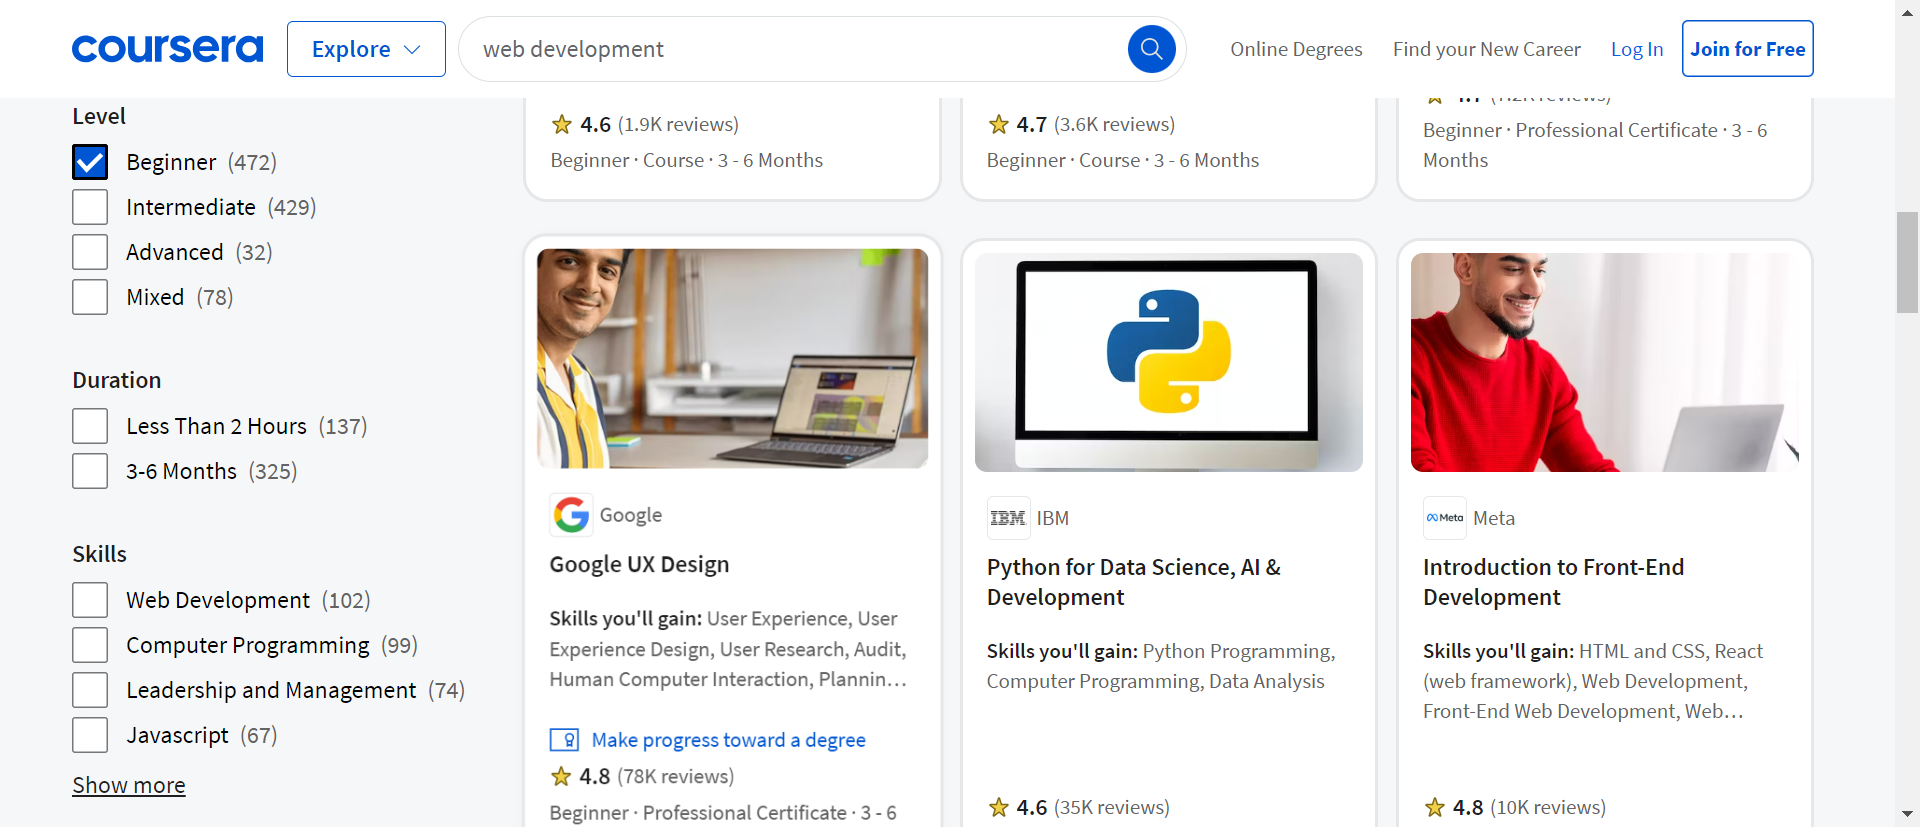 coursera
Explore
web development
Online Degrees
Find your New Career
Log In
Join for Free
Level
Beginner (472)
Intermediate (429)
Advanced (32)
Mixed (78)
Duration
Less Than 2 Hours (137)
3-6 Months (325)
Skills
Web Development (102)
Computer Programming (99)
Leadership and Management (74)
Javascript (67)
Show more
4.6 (1.9K reviews)
Beginner · Course · 3 - 6 Months
4.7 (3.6K reviews)
Beginner · Course · 3 - 6 Months
Beginner · Professional Certificate · 3 - 6
Months
Google
Google UX Design
Skills you'll gain: User Experience, User
Experience Design, User Research, Audit,
Human Computer Interaction, Plannin...
Make progress toward a degree
4.8 (78K reviews)
Beginner · Professional Certificate · 3 - 6
IBM IBM
Python for Data Science, AI &
Development
Skills you'll gain: Python Programming,
Computer Programming, Data Analysis
4.6 (35K reviews)
Meta Meta
Introduction to Front-End
Development
Skills you'll gain: HTML and CSS, React
(web framework), Web Development,
Front-End Web Development, Web...
4.8 (10K reviews)